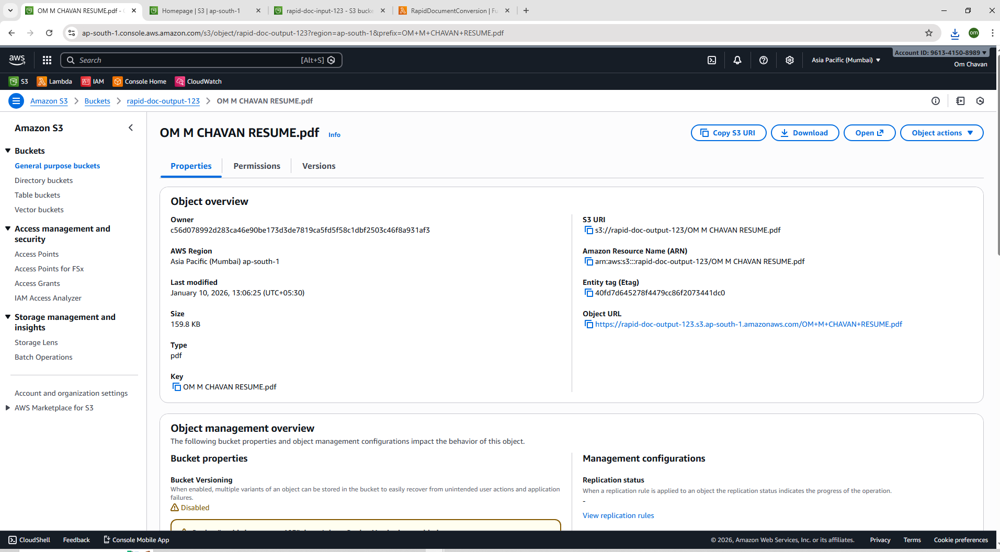 OM M CHAVAN RESUME.pdf -
Homepage | S3 | ap-south-1
rapid-doc-input-123 - S3 bucke
RapidDocumentConversion | Fu
ap-south-1.console.aws.amazon.com/s3/object/rapid-doc-output-123?region=ap-south-1&prefix=OM+M+CHAVAN+RESUME.pdf
om
aws
Search
[Alt+S]
Asia Pacific (Mumbai)
Account ID: 9613-4150-8989
Om Chavan
S3
Lambda
IAM
Console Home
CloudWatch
Amazon S3
Buckets
rapid-doc-output-123
OM M CHAVAN RESUME.pdf
Amazon S3
Buckets
General purpose buckets
Directory buckets
Table buckets
Vector buckets
Access management and
security
Access Points
Access Points for FSx
Access Grants
IAM Access Analyzer
Storage management and
insights
Storage Lens
Batch Operations
Account and organization settings
AWS Marketplace for S3
OM M CHAVAN RESUME.pdf
Info
Copy S3 URI
Download
Open
Object actions
Properties
Permissions
Versions
Object overview
Owner
c56d078992d283ca46e90be173d3de7819ca5fd5f58c1dbf2503c46f8a931af3
AWS Region
Asia Pacific (Mumbai) ap-south-1
Last modified
January 10, 2026, 13:06:25 (UTC+05:30)
Size
159.8 KB
Type
pdf
Key
OM M CHAVAN RESUME.pdf
S3 URI
s3://rapid-doc-output-123/OM M CHAVAN RESUME.pdf
Amazon Resource Name (ARN)
arn:aws:s3:::rapid-doc-output-123/OM M CHAVAN RESUME.pdf
Entity tag (Etag)
40fd7d645278f4479cc86f2073441dc0
Object URL
https://rapid-doc-output-123.s3.ap-south-1.amazonaws.com/OM+M+CHAVAN+RESUME.pdf
Object management overview
The following bucket properties and object management configurations impact the behavior of this object.
Bucket properties
Bucket Versioning
When enabled, multiple variants of an object can be stored in the bucket to easily recover from unintended user actions and application
failures.
Disabled
Management configurations
Replication status
When a replication rule is applied to an object the replication status indicates the progress of the operation.
-
View replication rules
CloudShell
Feedback
Console Mobile App
© 2026, Amazon Web Services, Inc. or its affiliates.
Privacy
Terms
Cookie preferences